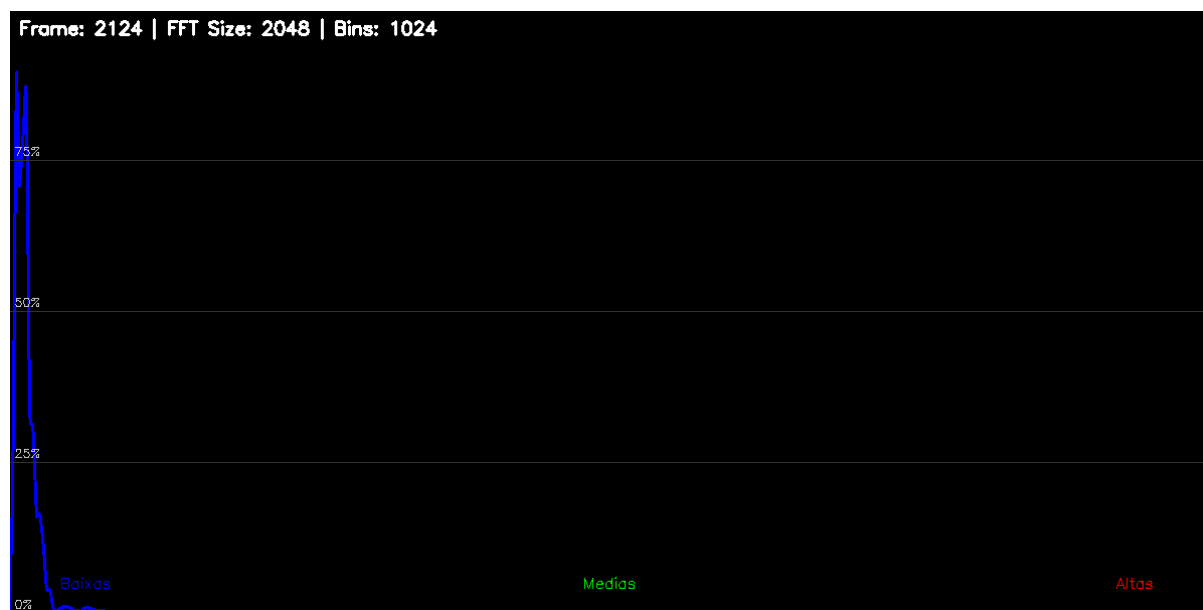 Frame: 2124 | FFT Size: 2048 | Bins: 1024
75%
50%
25%
Baixas Medias Altas
0%